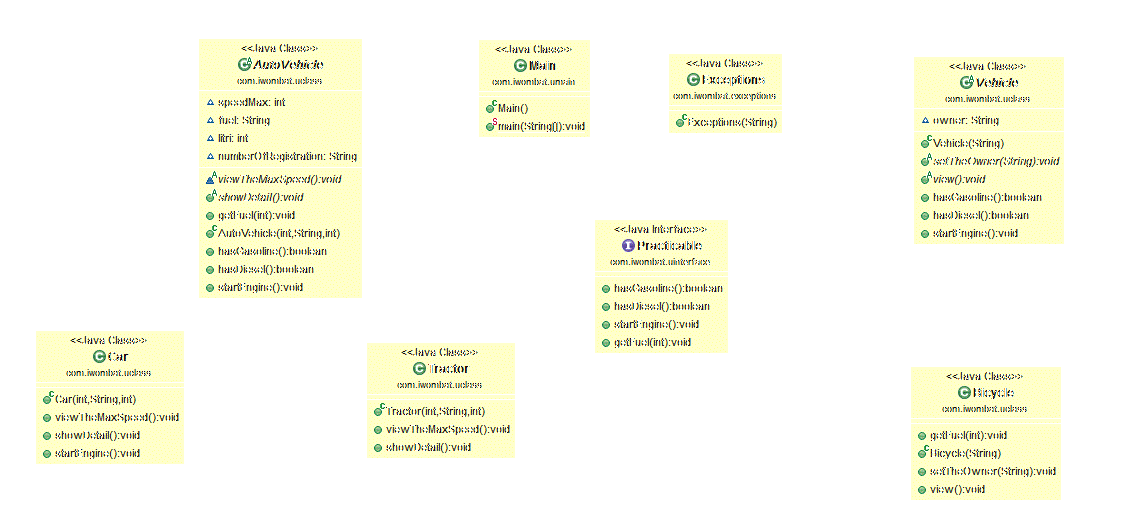 <<Java Class>>
AutoVehicle
com.iwombat.uclass
speedMax: int
fuel: String
litri: int
numberOfRegistration: String
viewTheMaxSpeed():void
showDetail():void
getFuel(int):void
AutoVehicle(int,String,int)
hasGasoline():boolean
hasDiesel():boolean
startEngine():void
<<Java Class>>
Main
com.iwombat.umain
Main()
main(String[]):void
<<Java Class>>
Exceptions
com.iwombat.exceptions
Exceptions(String)
<<Java Class>>
Vehicle
com.iwombat.uclass
owner: String
Vehicle(String)
setTheOwner(String):void
view():void
hasGasoline():boolean
hasDiesel():boolean
startEngine():void
<<Java Interface>>
Practicable
com.iwombat.uinterface
hasGasoline():boolean
hasDiesel():boolean
startEngine():void
getFuel(int):void
<<Java Class>>
Car
com.iwombat.uclass
Car(int,String,int)
viewTheMaxSpeed():void
showDetail():void
startEngine():void
<<Java Class>>
Tractor
com.iwombat.uclass
Tractor(int,String,int)
viewTheMaxSpeed():void
showDetail():void
<<Java Class>>
Bicycle
com.iwombat.uclass
getFuel(int):void
Bicycle(String)
setTheOwner(String):void
view():void